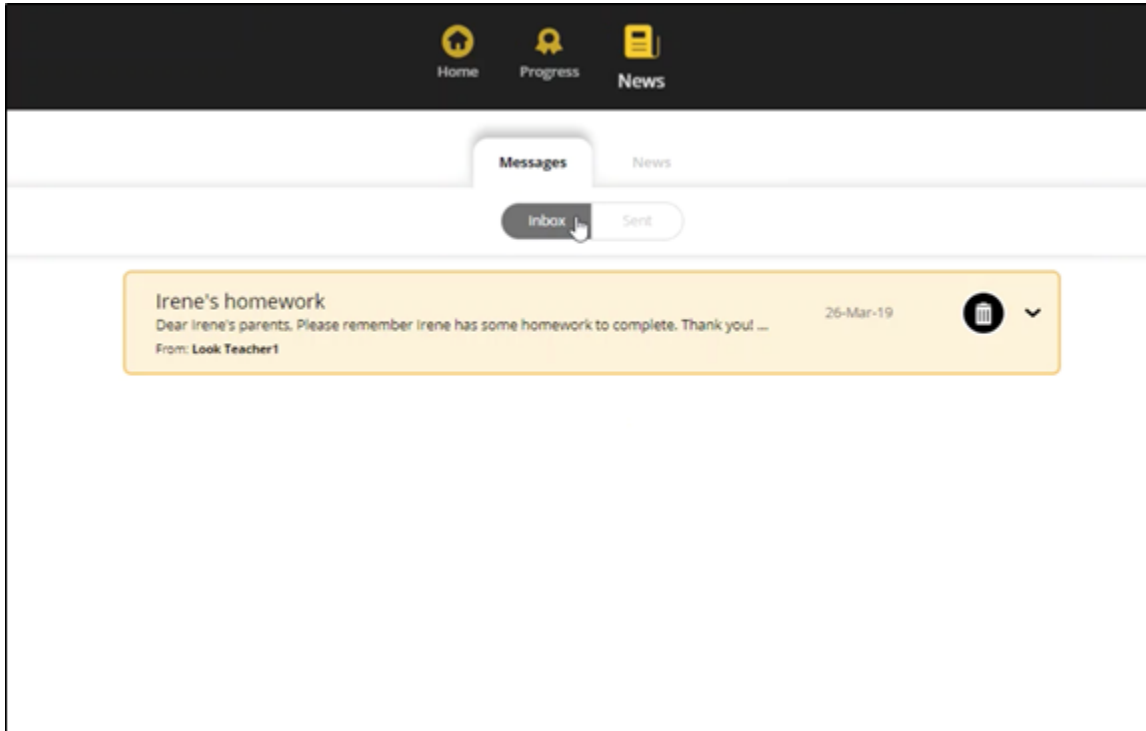 Home Progress News
Messages News
Inbox Sent
Irene's homework
Dear Irene's parents, Please remember Irene has some homework to complete. Thank you! ...
26-Mar-19
From: Look Teacher1